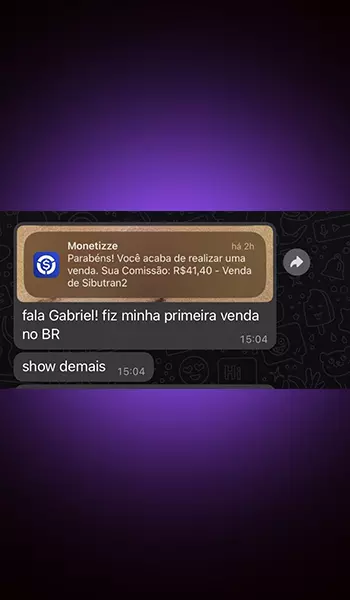 Monetizze
há 2h
Parabéns! Você acaba de realizar uma
venda. Sua Comissão: R$41,40 - Venda
de Sibutran2
fala Gabriel! fiz minha primeira venda
no BR
15:04
show demais
15:04